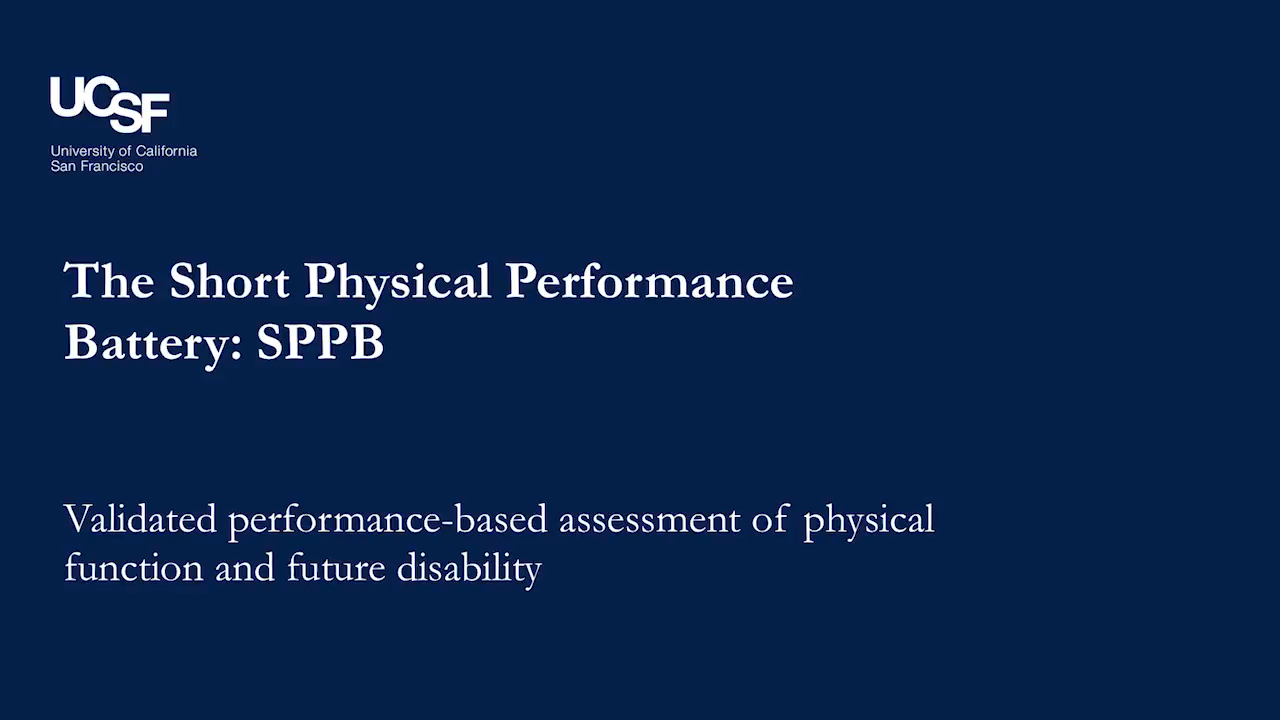 UCSF
University of California
San Francisco
The Short Physical Performance
Battery: SPPB
Validated performance-based assessment of physical
function and future disability